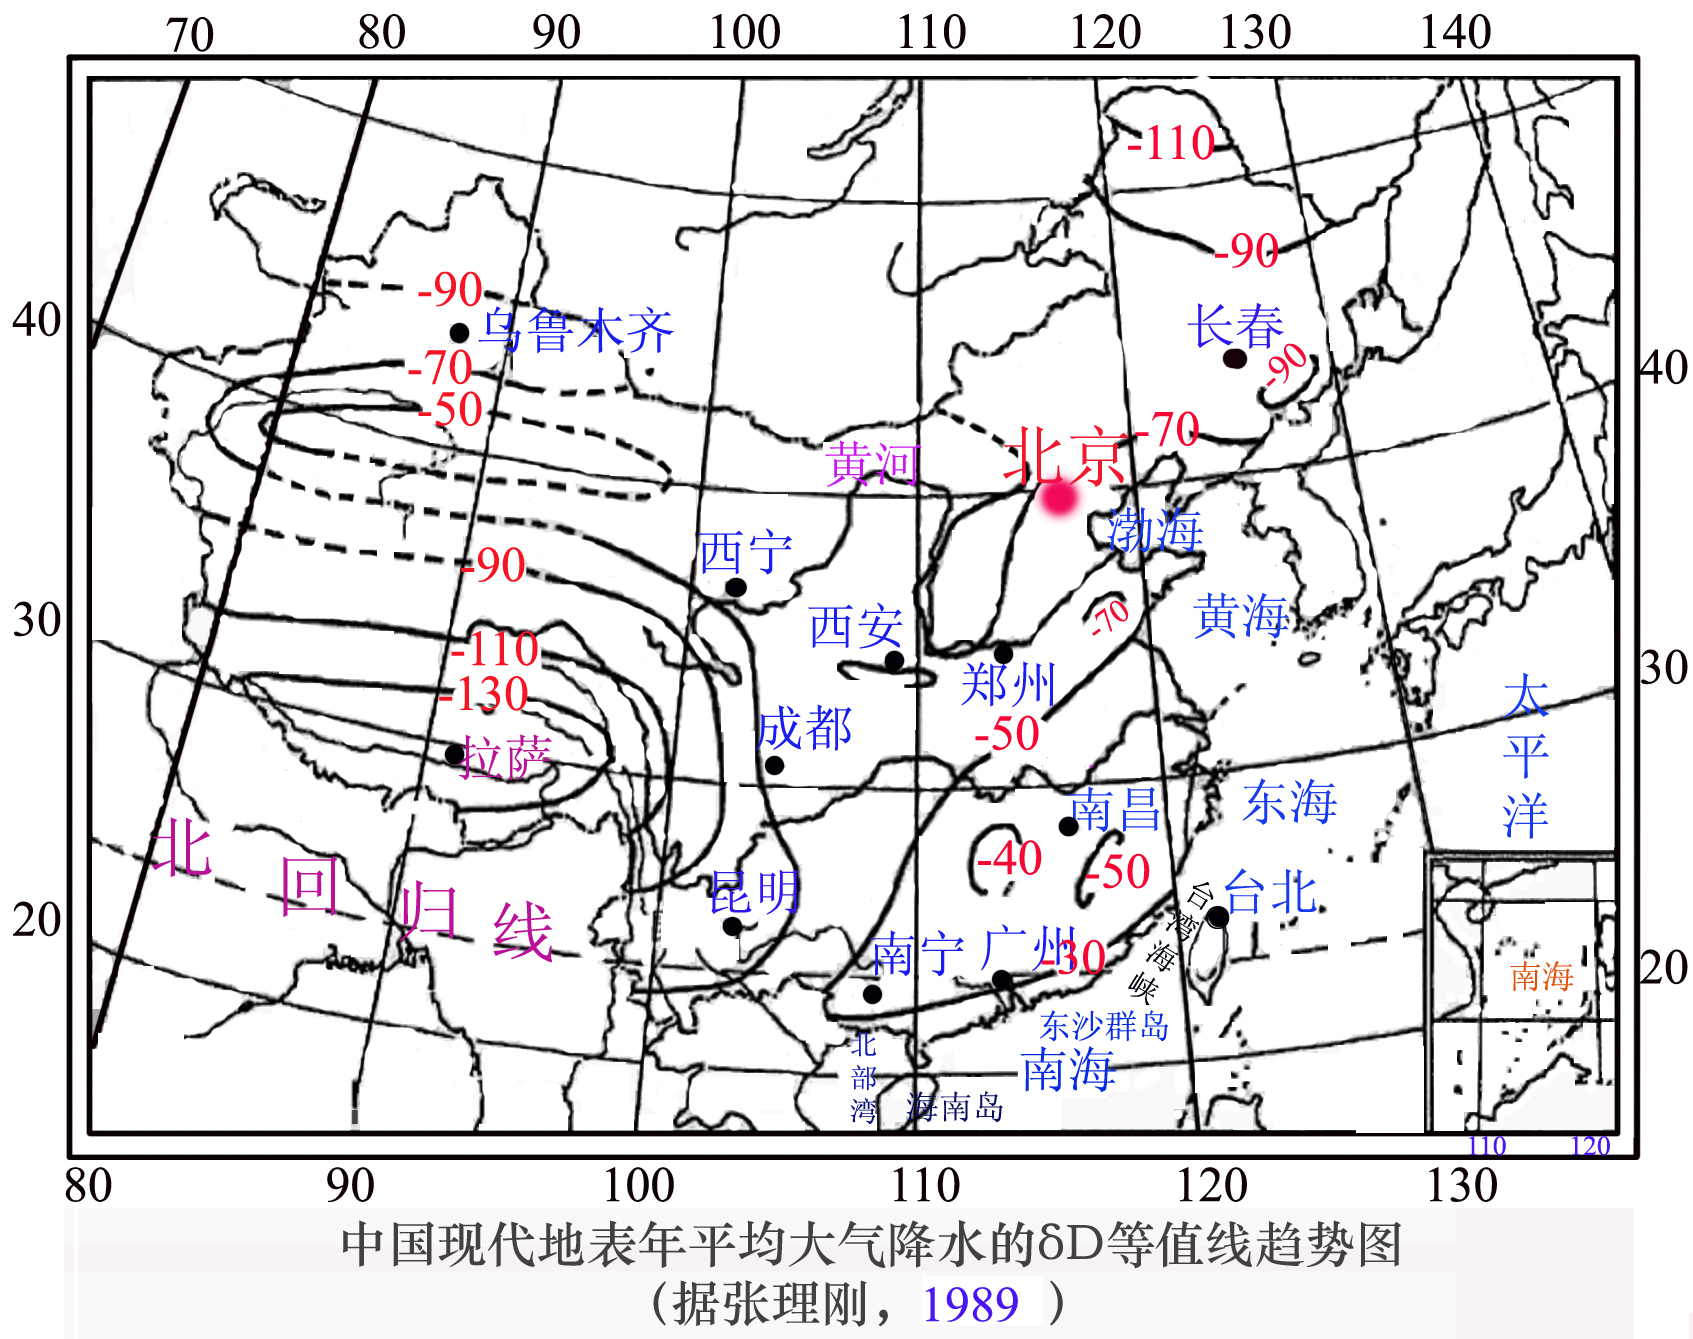 70 80 90 100 110 120 130 140
-110
-90
-90
40
乌鲁木齐
长春
-70
-90
40
-50
-70
北京
黄河
渤海
西宁
-90
30
西安
黄海
-70
-110
郑州
30
-130
太平洋
成都
-50
拉萨
东海
南昌
北回归线
-40
-50
昆明
台北
台湾海峡
20
南宁
广州
-30
20
南海
东沙群岛
北部湾
南海
海南岛
110 120
80 90 100 110 120 130
中国现代地表年平均大气降水的δD等值线趋势图
（据张理刚，1989 ）